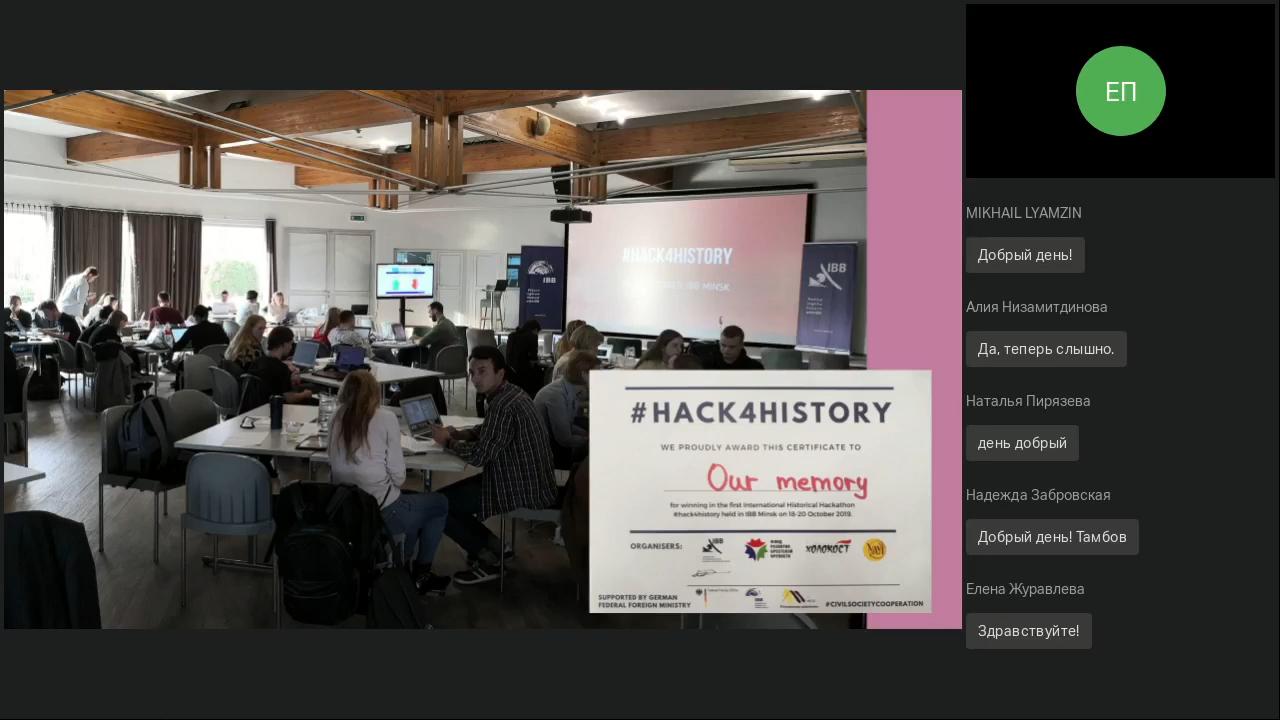 ЕП
MIKHAIL LYAMZIN
Добрый день!
Алия Низамитдинова
Да, теперь слышно.
Наталья Пирязева
день добрый
Надежда Забровская
Добрый день! Тамбов
Елена Журавлева
Здравствуйте!
#HACK4HISTORY
IBB MINSK
IBB
IBB
#HACK4HISTORY
WE PROUDLY AWARD THIS CERTIFICATE TO
Our memory
for winning in the first International Historical Hackathon
#hack4history held in IBB Minsk on 18-20 October 2019.
ORGANISERS:
IBB
ХОЛОКОСТ
SUPPORTED BY GERMAN
FEDERAL FOREIGN MINISTRY
#CIVILSOCIETYCOOPERATION